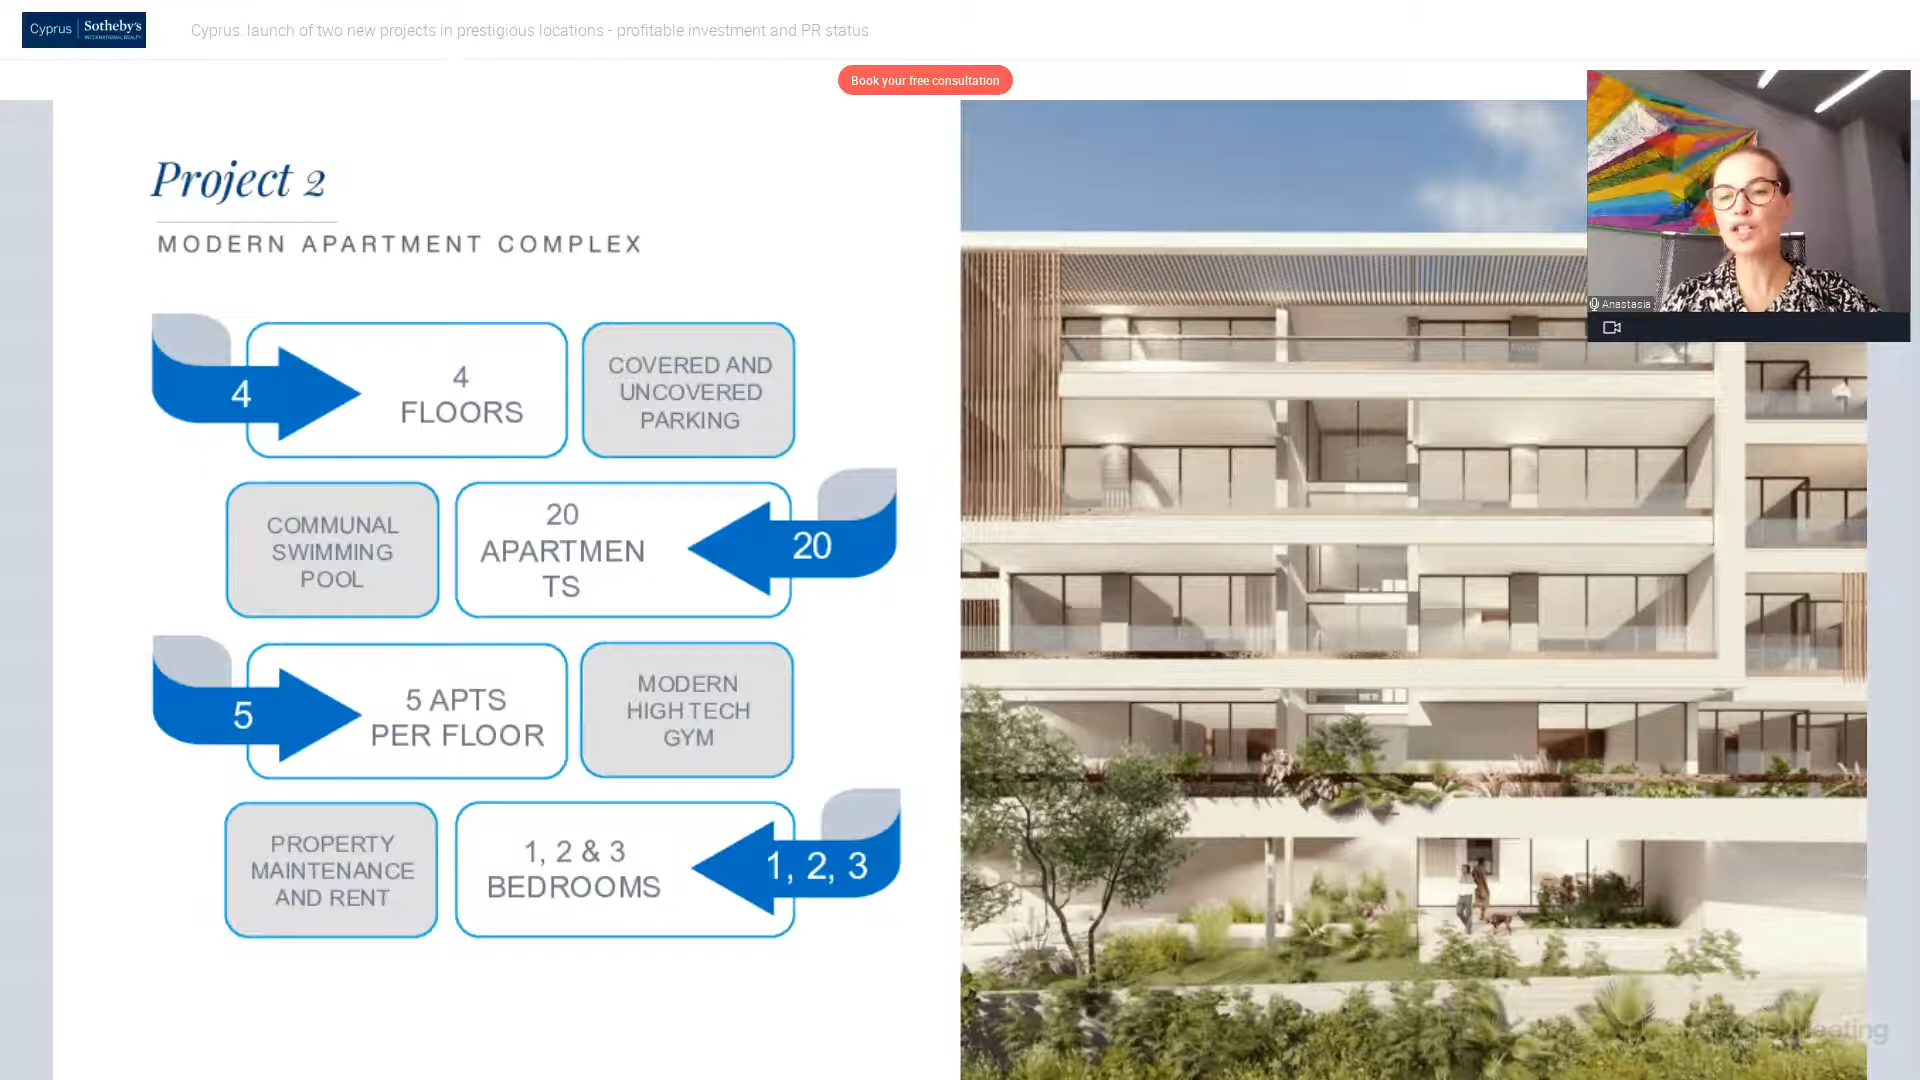 Cyprus | Sotheby's
INTERNATIONAL REALTY
Cyprus: launch of two new projects in prestigious locations - profitable investment and PR status
Book your free consultation
Anastasia
Project 2
MODERN APARTMENT COMPLEX
4
4
FLOORS
COVERED AND
UNCOVERED
PARKING
COMMUNAL
SWIMMING
POOL
20
APARTMEN
TS
20
5
5 APTS
PER FLOOR
MODERN
HIGH TECH
GYM
PROPERTY
MAINTENANCE
AND RENT
1, 2 & 3
BEDROOMS
1, 2, 3